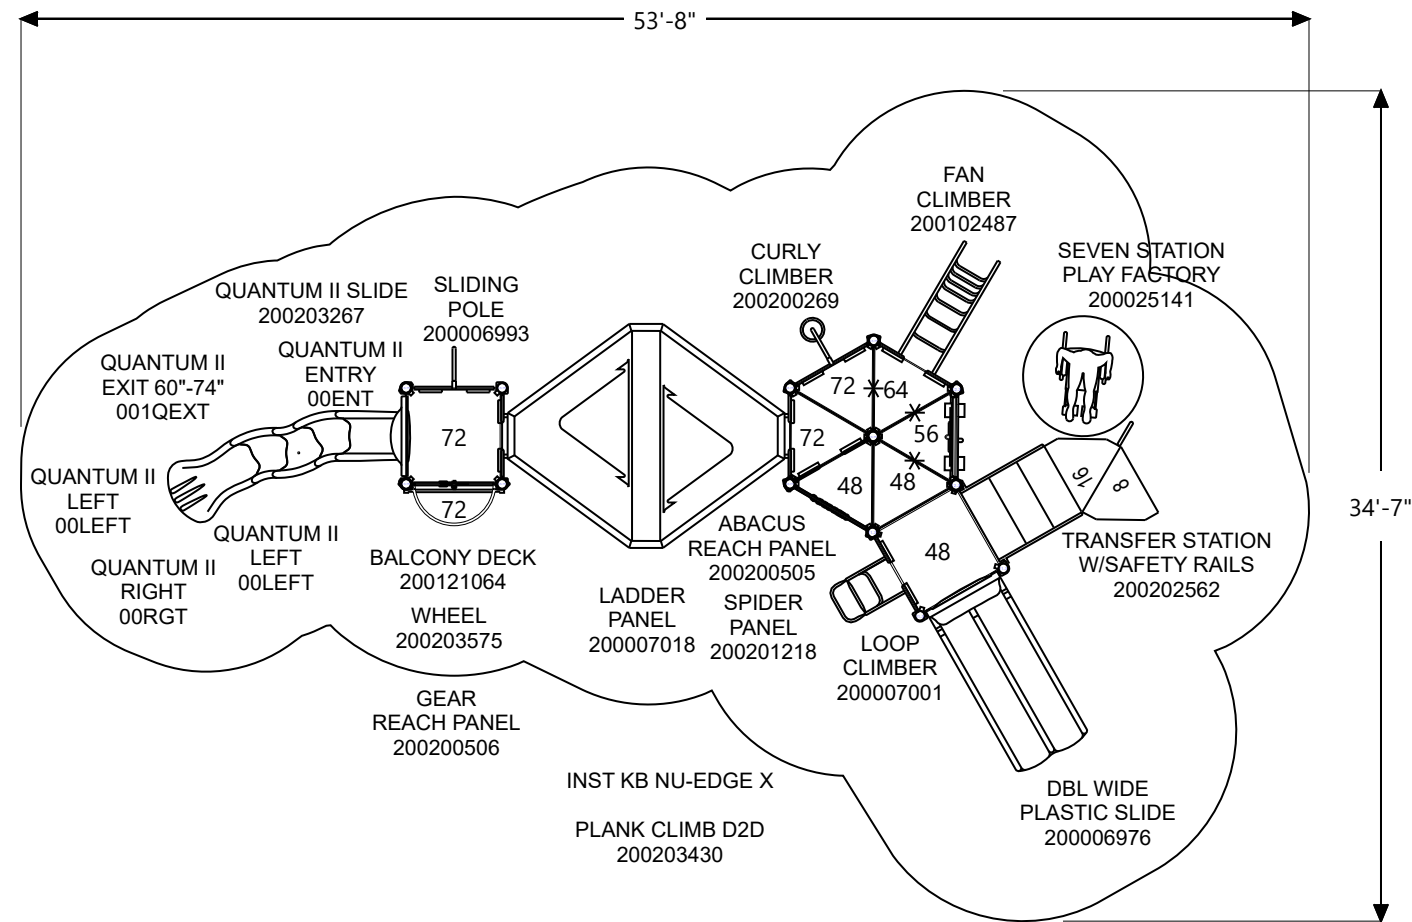 53'-8"
FAN
CLIMBER
200102487
CURLY
CLIMBER
200200269
SEVEN STATION
PLAY FACTORY
200025141
QUANTUM II SLIDE
200203267
SLIDING
POLE
200006993
QUANTUM II
EXIT 60"-74"
001QEXT
QUANTUM II
ENTRY
00ENT
72
64
72
72
56
48
48
16
8
72
48
34'-7"
QUANTUM II
LEFT
00LEFT
QUANTUM II
LEFT
00LEFT
QUANTUM II
RIGHT
00RGT
BALCONY DECK
200121064
WHEEL
200203575
GEAR
REACH PANEL
200200506
LADDER
PANEL
200007018
ABACUS
REACH PANEL
200200505
SPIDER
PANEL
200201218
LOOP
CLIMBER
200007001
TRANSFER STATION
W/SAFETY RAILS
200202562
INST KB NU-EDGE X
PLANK CLIMB D2D
200203430
DBL WIDE
PLASTIC SLIDE
200006976